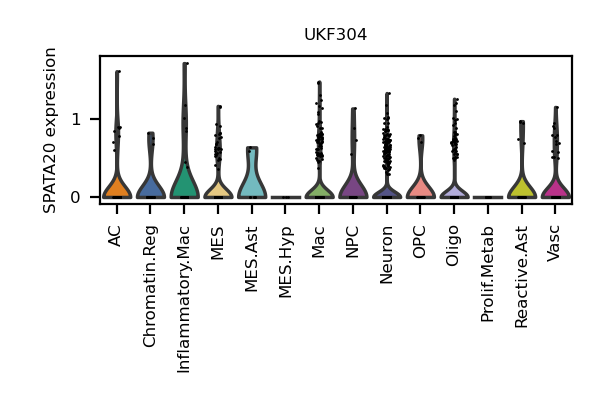 UKF304
SPATA20 expression
1
0
AC
Chromatin.Reg
Inflammatory.Mac
MES
MES.Ast
MES.Hyp
Mac
NPC
Neuron
OPC
Oligo
Prolif.Metab
Reactive.Ast
Vasc